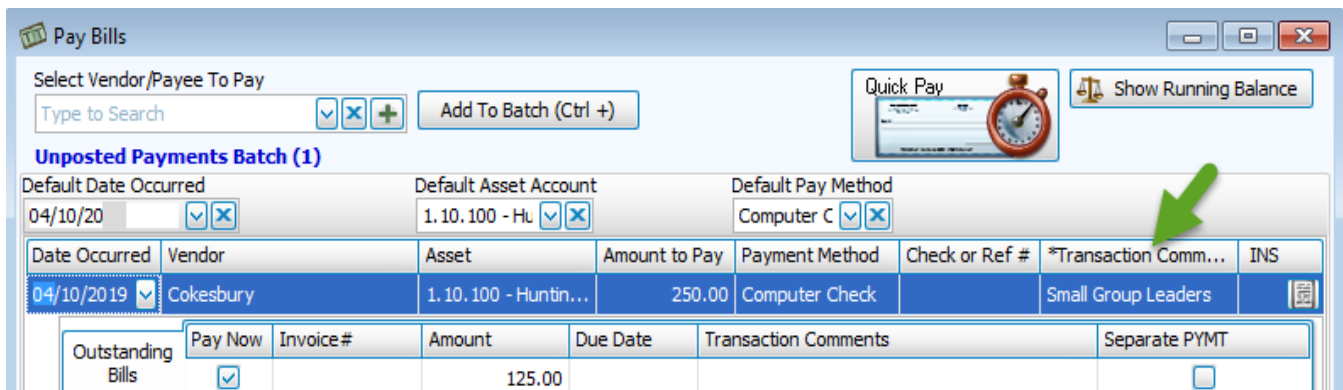 Pay Bills
Select Vendor/Payee To Pay
Quick Pay
Show Running Balance
Type to Search
Add To Batch (Ctrl +)
Unposted Payments Batch (1)
Default Date Occurred Default Asset Account Default Pay Method
04/10/20 1.10.100 - Hu Computer C
Date Occurred Vendor Asset Amount to Pay Payment Method Check or Ref # *Transaction Comm... INS
04/10/2019 Cokesbury 1.10.100 - Huntin... 250.00 Computer Check Small Group Leaders
Outstanding Bills Pay Now Invoice # Amount Due Date Transaction Comments Separate PYMT
125.00